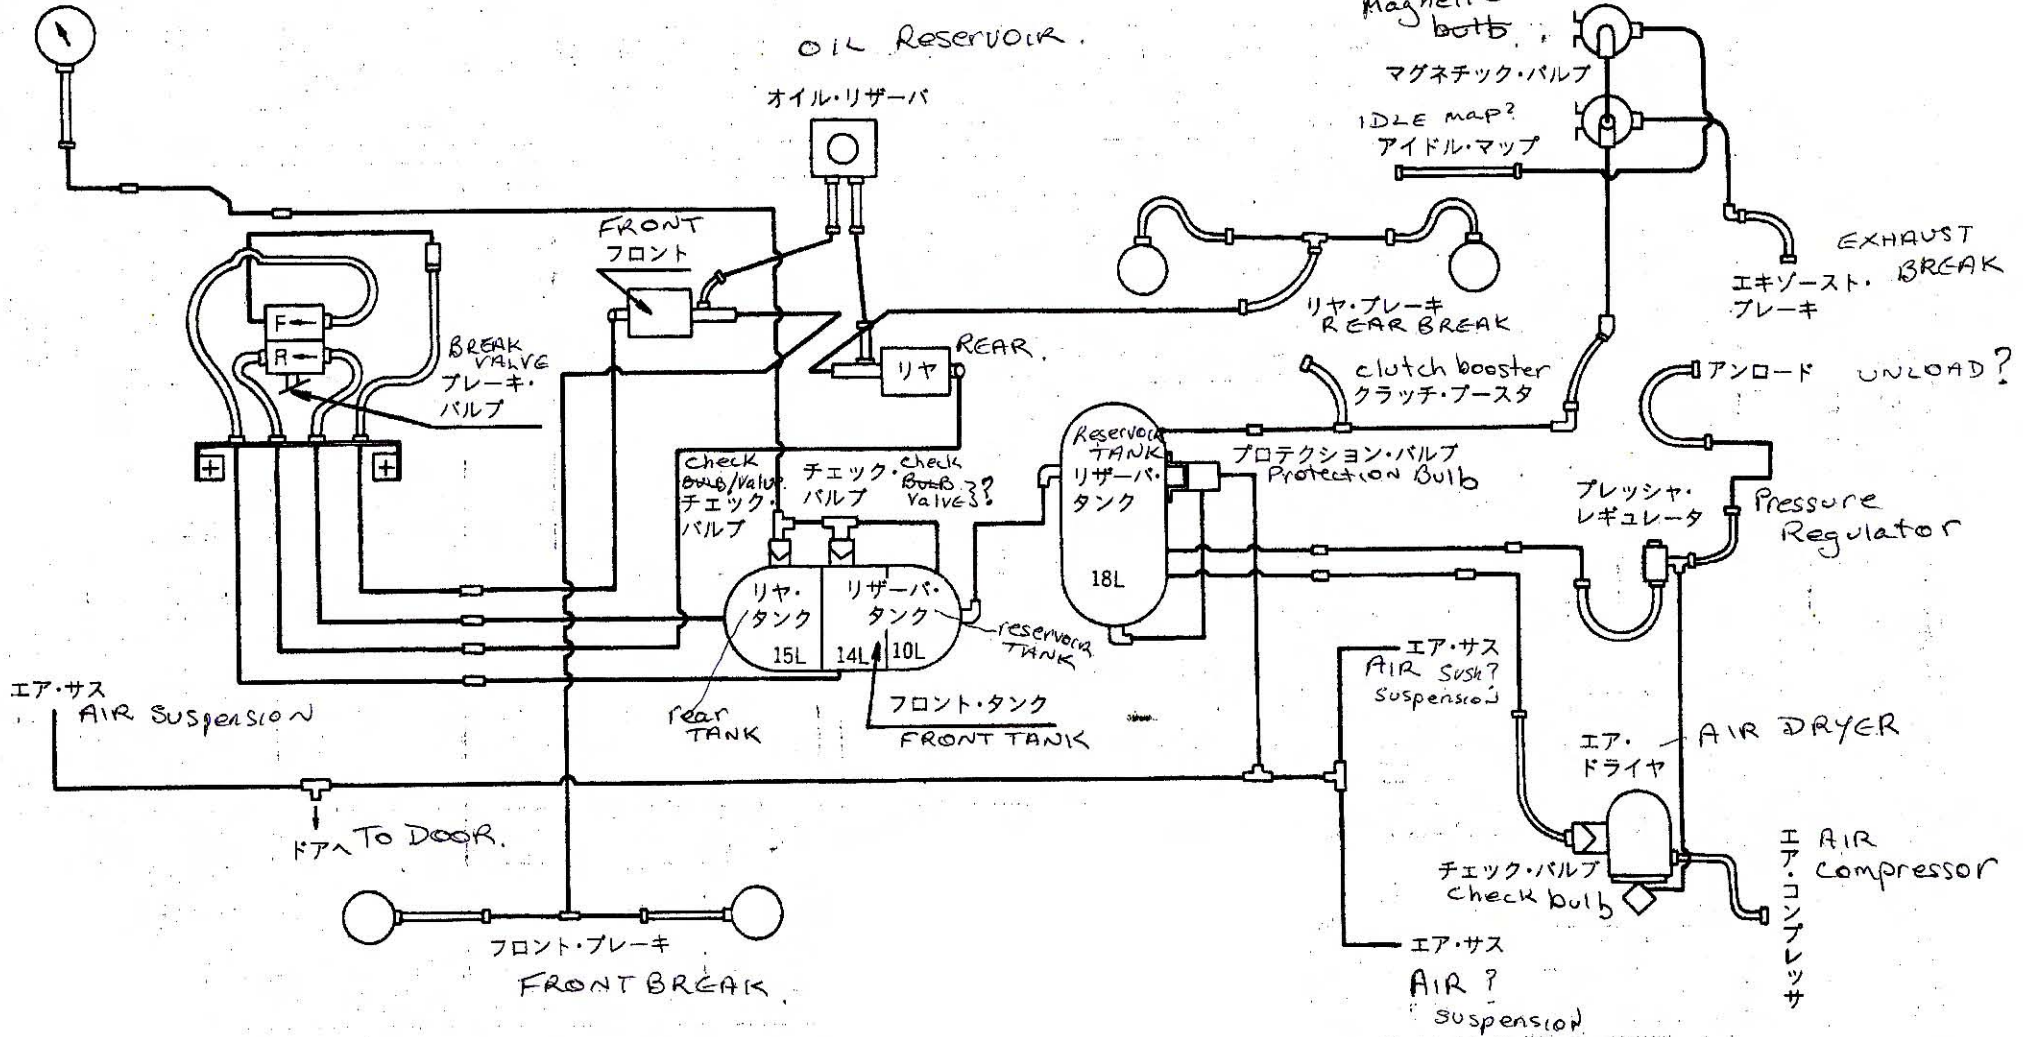 OIL Reservoir.
オイル・リザーバ
マグネチック・バルブ
IDLE map?
アイドル・マップ
FRONT
フロント
EXHAUST
BREAK
エキゾースト・
ブレーキ
リヤ・ブレーキ
REAR BREAK
F
R
BREAK
VALVE
ブレーキ・
バルブ
REAR.
リヤ
clutch booster
クラッチ・ブースタ
アンロード
UNLOAD?
Reservoir
TANK
リザーバ・
タンク
18L
プロテクション・バルブ
Protection Bulb
プレッシャ・
レギュレータ
Pressure
Regulator
check
BULB/Valve
チェック・
バルブ
チェック・
バルブ
check
BULB
Valve}?
リヤ・
タンク
15L
リザーバ・
タンク
14L
10L
reservoir
TANK
rear
TANK
フロント・タンク
FRONT TANK
エア・サス
AIR SUSPENSION
エア・サス
AIR Sush?
Suspension
エア・
ドライヤ
AIR DRYER
ドアへ
TO DOOR.
チェック・バルブ
Check bulb
エア・コンプレッサ
AIR
compressor
フロント・ブレーキ
FRONT BREAK.
エア・サス
AIR ?
suspension